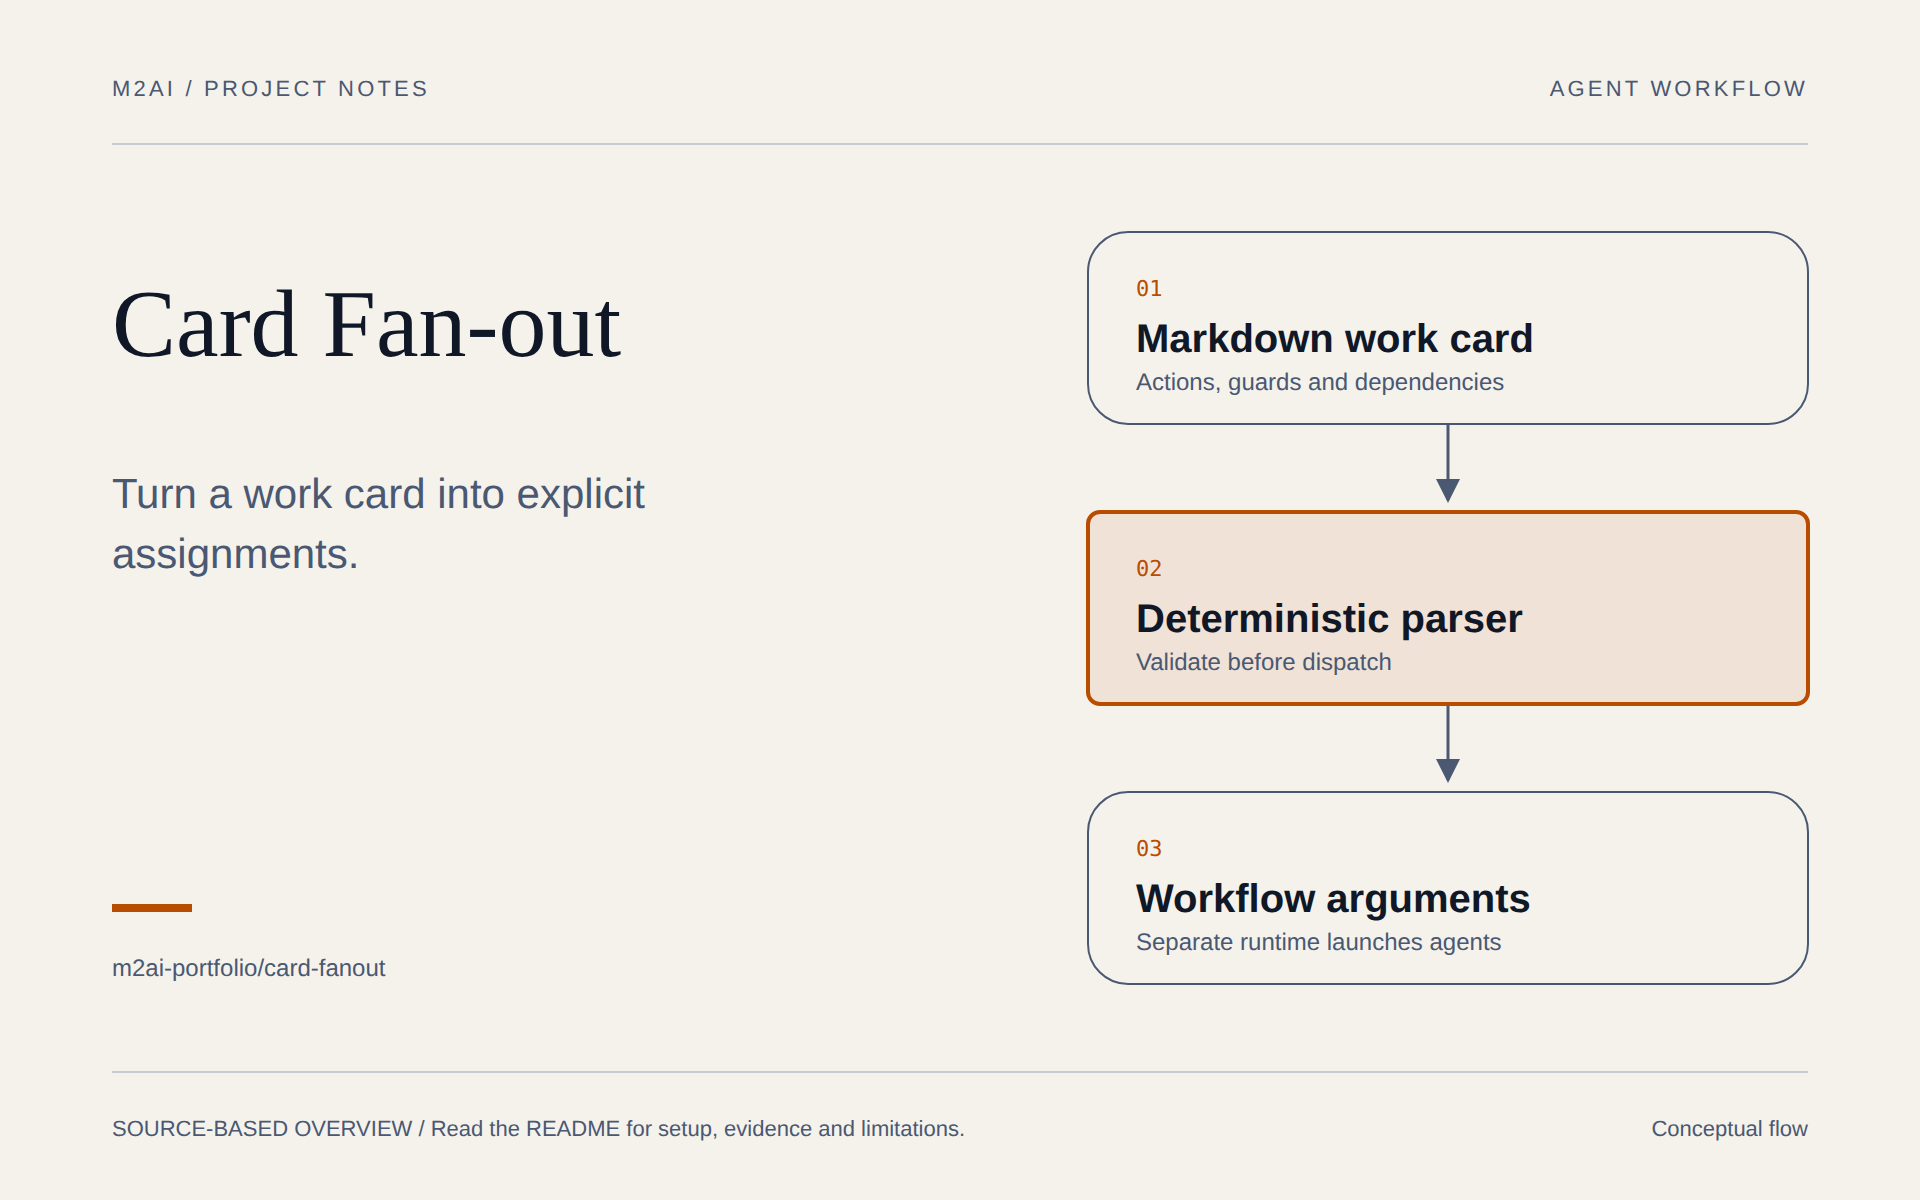 M2AI / PROJECT NOTES
AGENT WORKFLOW
Card Fan-out
Turn a work card into explicit
assignments.
m2ai-portfolio/card-fanout
01
Markdown work card
Actions, guards and dependencies
02
Deterministic parser
Validate before dispatch
03
Workflow arguments
Separate runtime launches agents
SOURCE-BASED OVERVIEW / Read the README for setup, evidence and limitations.
Conceptual flow